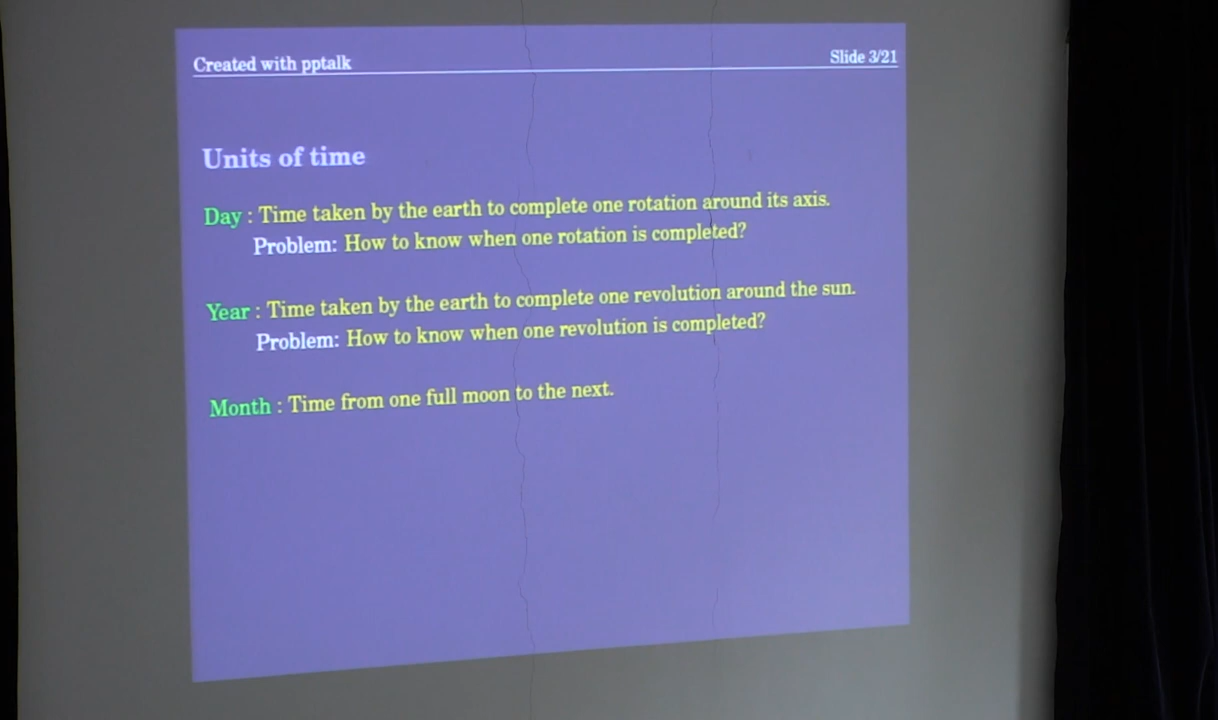 Created with pptalk
Slide 3/21
Units of time
Day : Time taken by the earth to complete one rotation around its axis.
Problem: How to know when one rotation is completed?
Year : Time taken by the earth to complete one revolution around the sun.
Problem: How to know when one revolution is completed?
Month : Time from one full moon to the next.